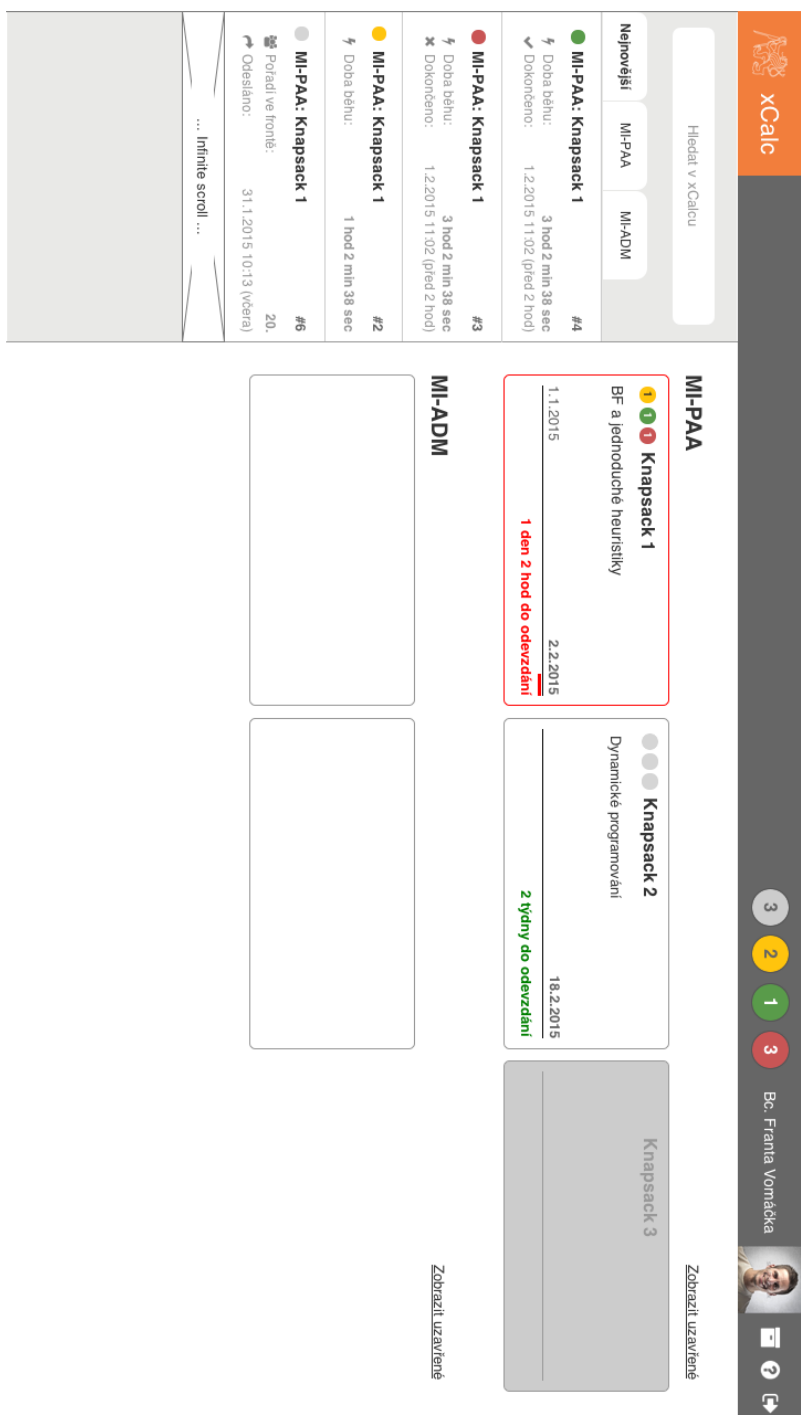 xCalc
3 2 1 3 Bc. Franta Vomáčka
Hledat v xCalcu
Nejnovější MI-PAA MI-ADM
MI-PAA: Knapsack 1 #4
Doba běhu: 3 hod 2 min 38 sec
Dokončeno: 1.2.2015 11:02 (před 2 hod)
MI-PAA: Knapsack 1 #3
Doba běhu: 3 hod 2 min 38 sec
Dokončeno: 1.2.2015 11:02 (před 2 hod)
MI-PAA: Knapsack 1 #2
Doba běhu: 1 hod 2 min 38 sec
MI-PAA: Knapsack 1 #6
Pořadí ve frontě: 20.
Odesláno: 31.1.2015 10:13 (včera)
... Infinite scroll ...
MI-PAA Zobrazit uzavřené
1 1 1 Knapsack 1
BF a jednoduché heuristiky
1.1.2015 2.2.2015
1 den 2 hod do odevzdání
Knapsack 2
Dynamické programování
18.2.2015
2 týdny do odevzdání
Knapsack 3
MI-ADM Zobrazit uzavřené